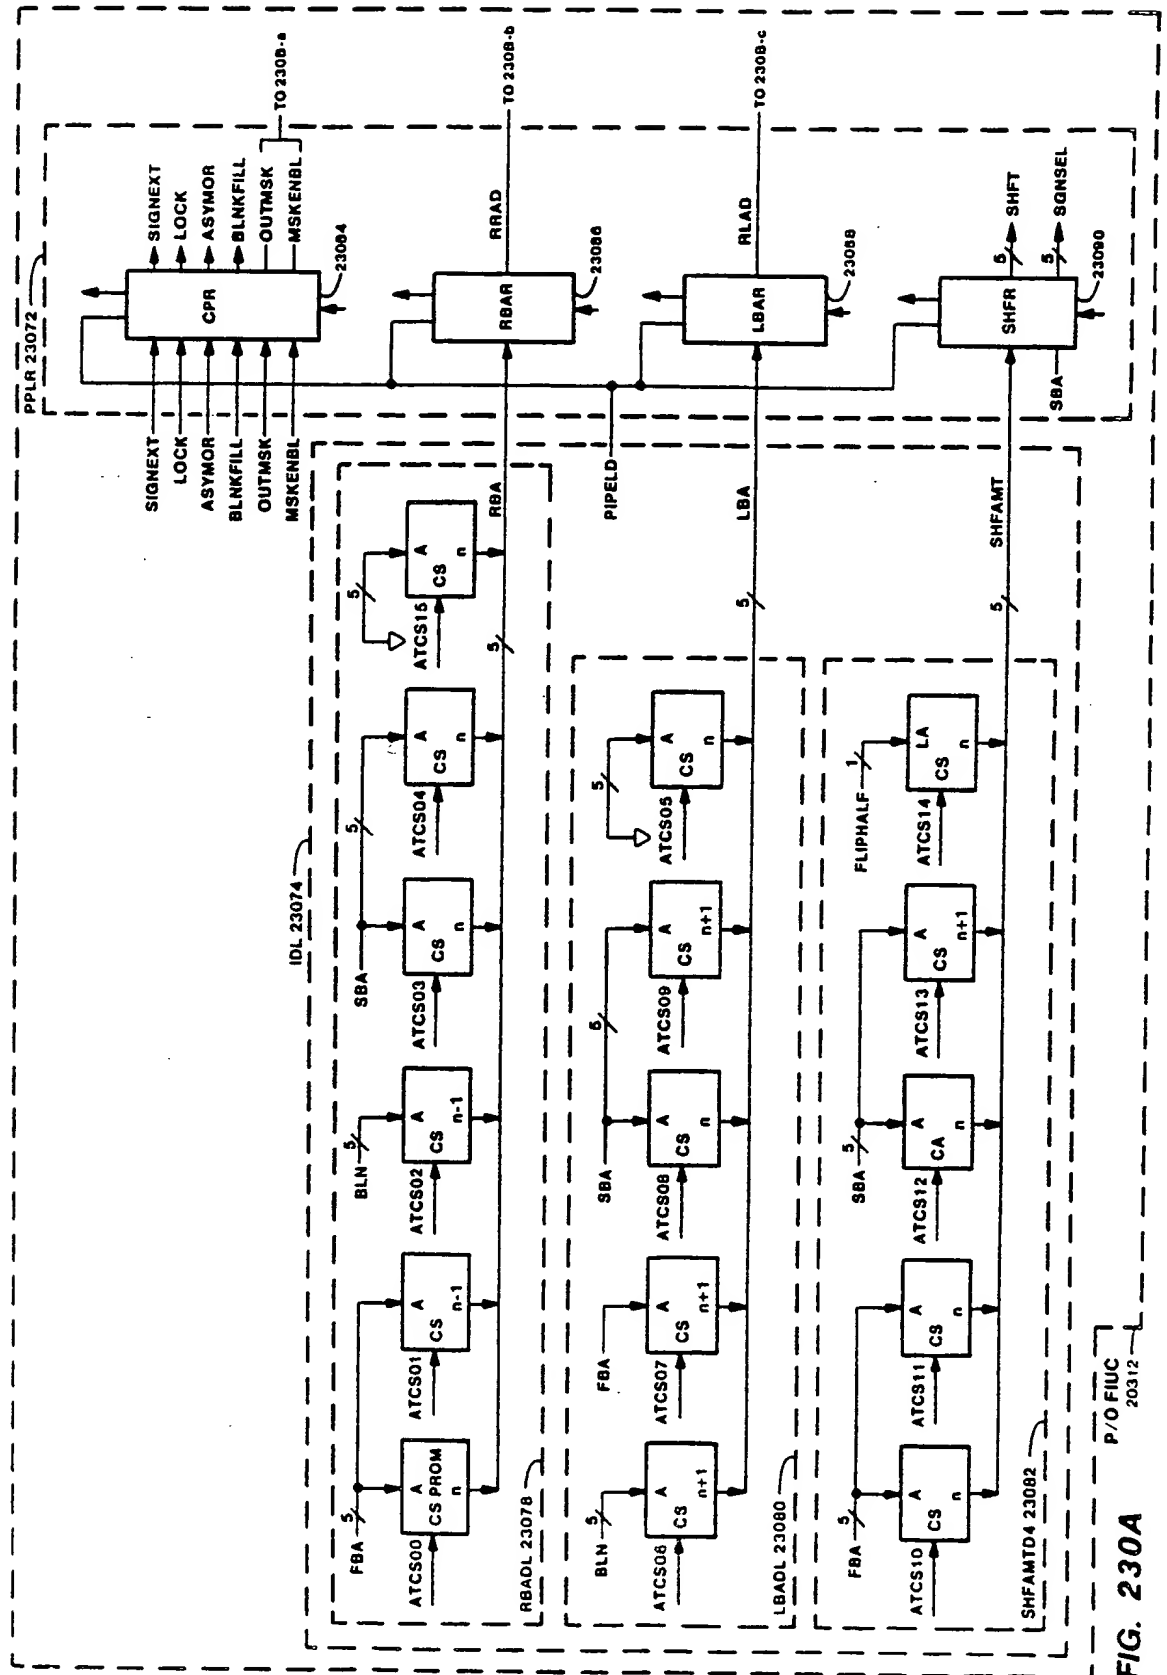 PPLR 23072
SIGNEXT
LOCK
ASYMOR
BLNKFILL
OUTMSK
MSKENBL
CPR
23084
SIGNEXT
LOCK
ASYMOR
BLNKFILL
OUTMSK
MSKENBL
TO 230B-a
RBAR
23086
RRAD
TO 230B-b
PIPELD
LBAR
23088
RLAD
TO 230B-c
SHFR
SBA
23090
5
SHFT
5
SGNSEL
IDL 23074
RBADL 23078
FBA
5
ATCS00
A
CS PROM
n
ATCS01
A
CS
n-1
BLN
5
ATCS02
A
CS
n-1
SBA
ATCS03
A
CS
n
5
ATCS04
A
CS
n
5
ATCS15
A
CS
n
5
RBA
LBADL 23080
BLN
5
ATCS06
A
CS
n+1
FBA
ATCS07
A
CS
n+1
SBA
ATCS08
A
CS
n
ATCS09
A
CS
n+1
5
ATCS05
A
CS
n
5
LBA
SHFAMTD4 23082
FBA
5
ATCS10
A
CS
n
ATCS11
A
CS
n
SBA
5
ATCS12
A
CA
n
ATCS13
A
CS
n+1
FLIPHALF
1
ATCS14
LA
CS
n
5
SHFAMT
P/O FIUC
20312
FIG. 230A